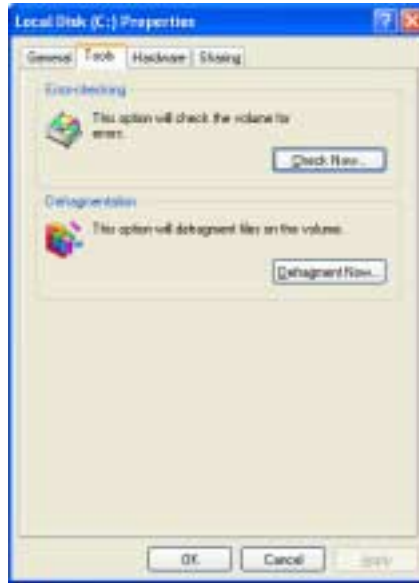 Local Disk (C:) Properties
General Tools Hardware Sharing
Error-checking
This option will check the volume for
errors.
Check Now...
Defragmentation
This option will defragment files on the volume.
Defragment Now...
OK Cancel Apply